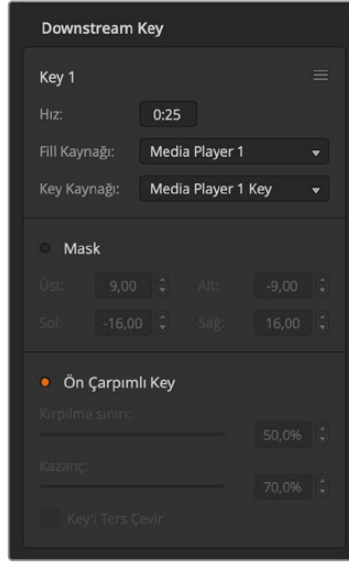 Downstream Key
Key 1
Hız: 0:25
Fill Kaynağı: Media Player 1
Key Kaynağı: Media Player 1 Key
Mask
Üst: 9,00 Alt: -9,00
Sol: -16,00 Sağ: 16,00
Ön Çarpımlı Key
Kırpılma sınırı:
50,0%
Kazanç:
70,0%
Key'i Ters Çevir